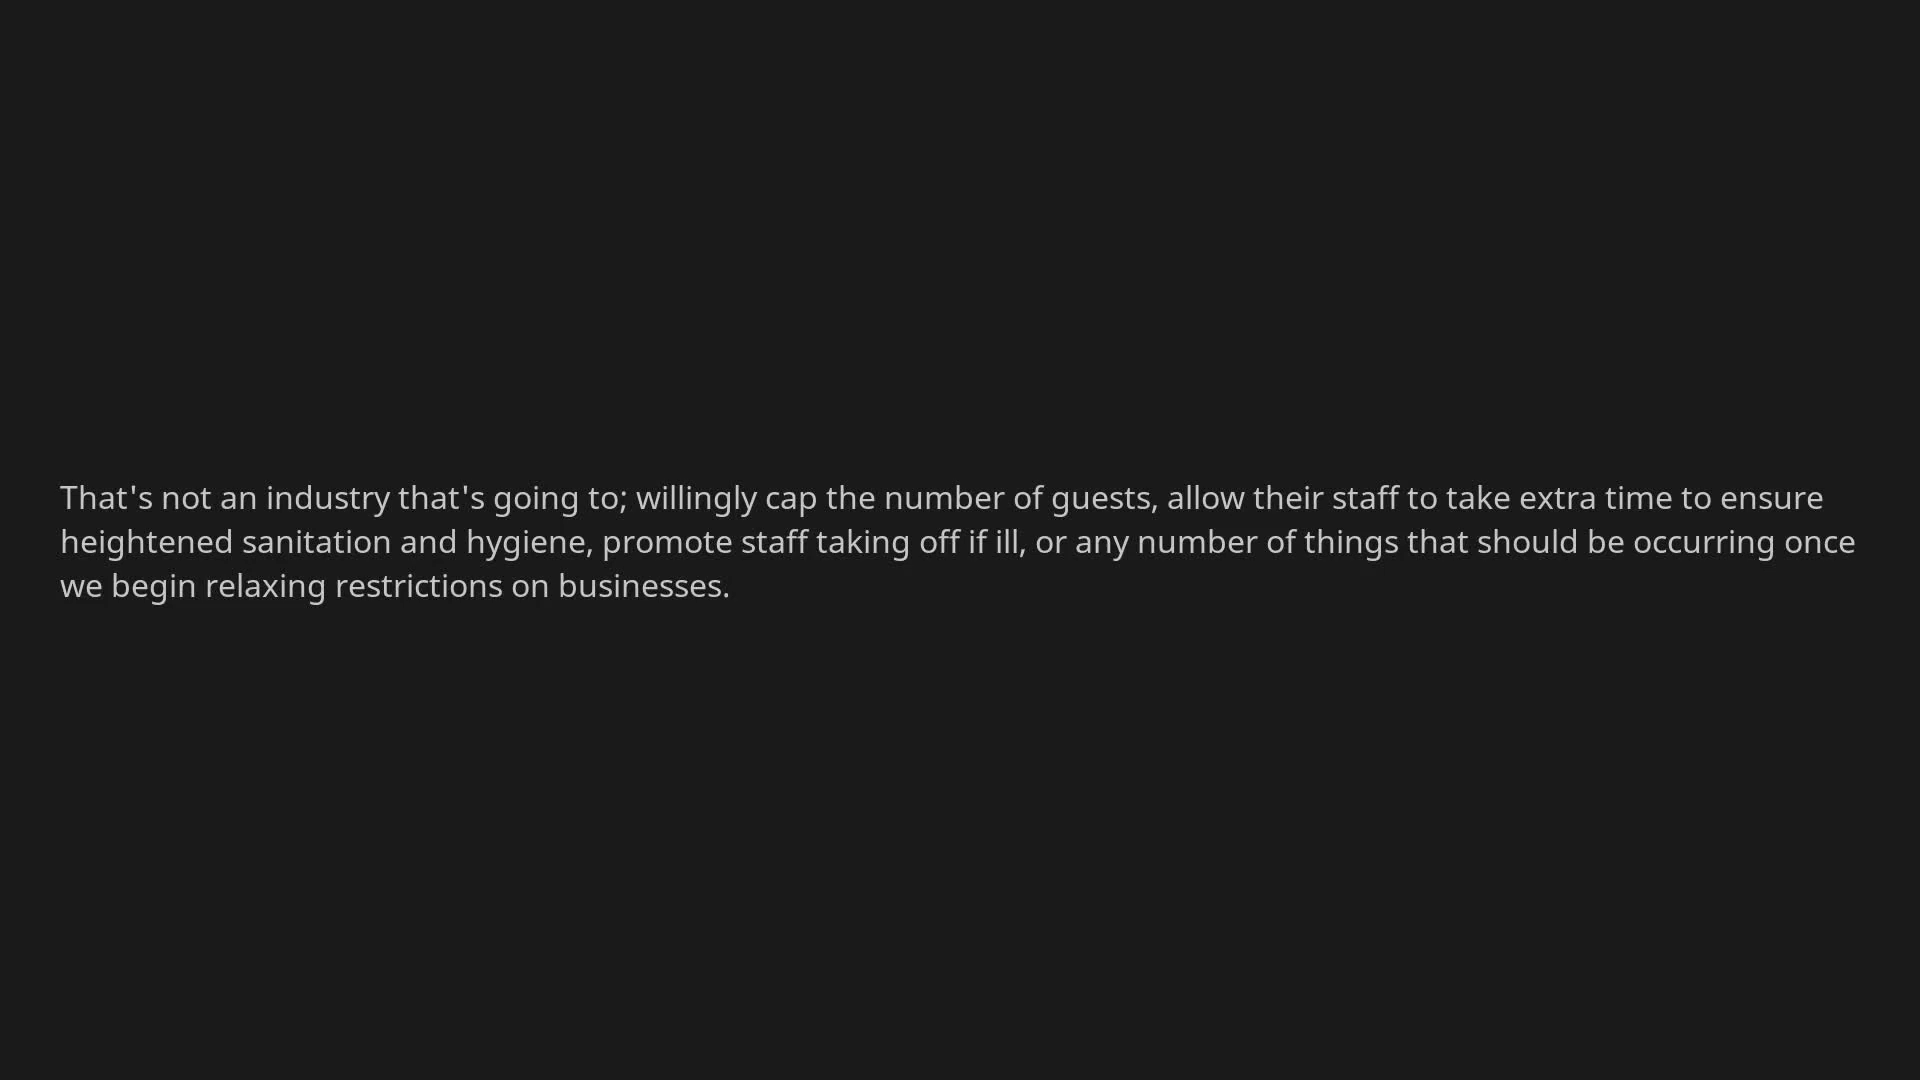 That's not an industry that's going to; willingly cap the number of guests, allow their staff to take extra time to ensure
heightened sanitation and hygiene, promote staff taking off if ill, or any number of things that should be occurring once
we begin relaxing restrictions on businesses.